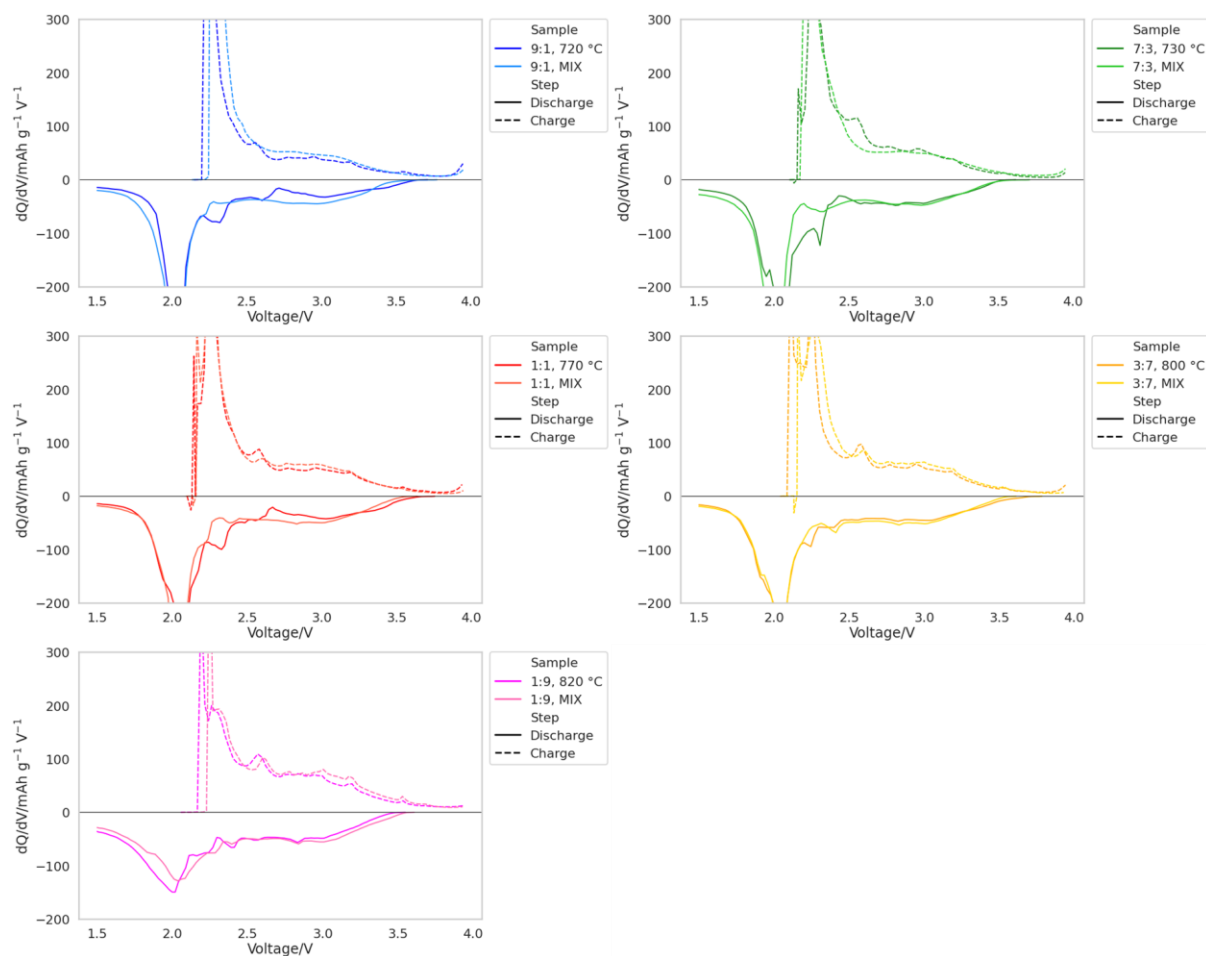 300
200
100
0
−100
−200
dQ/dV/mAh g⁻¹ V⁻¹
1.5 2.0 2.5 3.0 3.5 4.0
Voltage/V
Sample
9:1, 720 °C
9:1, MIX
Step
Discharge
Charge
300
200
100
0
−100
−200
dQ/dV/mAh g⁻¹ V⁻¹
1.5 2.0 2.5 3.0 3.5 4.0
Voltage/V
Sample
7:3, 730 °C
7:3, MIX
Step
Discharge
Charge
300
200
100
0
−100
−200
dQ/dV/mAh g⁻¹ V⁻¹
1.5 2.0 2.5 3.0 3.5 4.0
Voltage/V
Sample
1:1, 770 °C
1:1, MIX
Step
Discharge
Charge
300
200
100
0
−100
−200
dQ/dV/mAh g⁻¹ V⁻¹
1.5 2.0 2.5 3.0 3.5 4.0
Voltage/V
Sample
3:7, 800 °C
3:7, MIX
Step
Discharge
Charge
300
200
100
0
−100
−200
dQ/dV/mAh g⁻¹ V⁻¹
1.5 2.0 2.5 3.0 3.5 4.0
Voltage/V
Sample
1:9, 820 °C
1:9, MIX
Step
Discharge
Charge